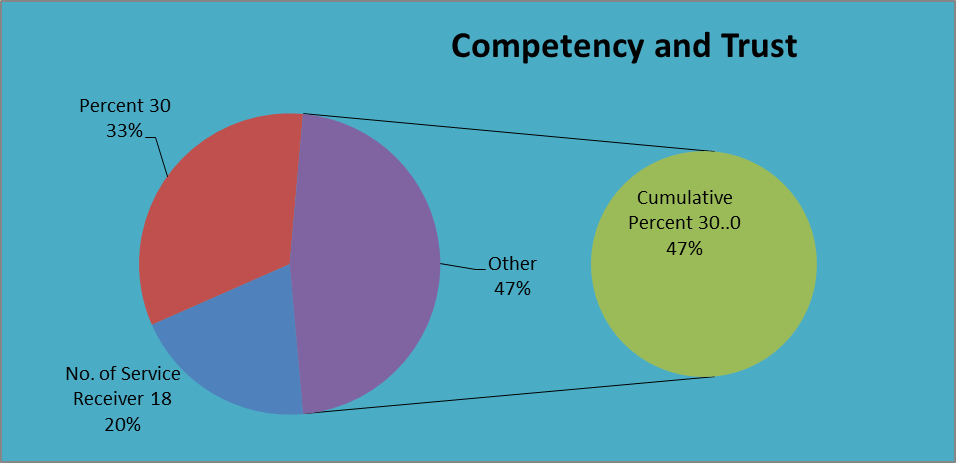 Competency and Trust
Percent 30
33%
Cumulative
Percent 30..0
47%
Other
47%
No. of Service
Receiver 18
20%